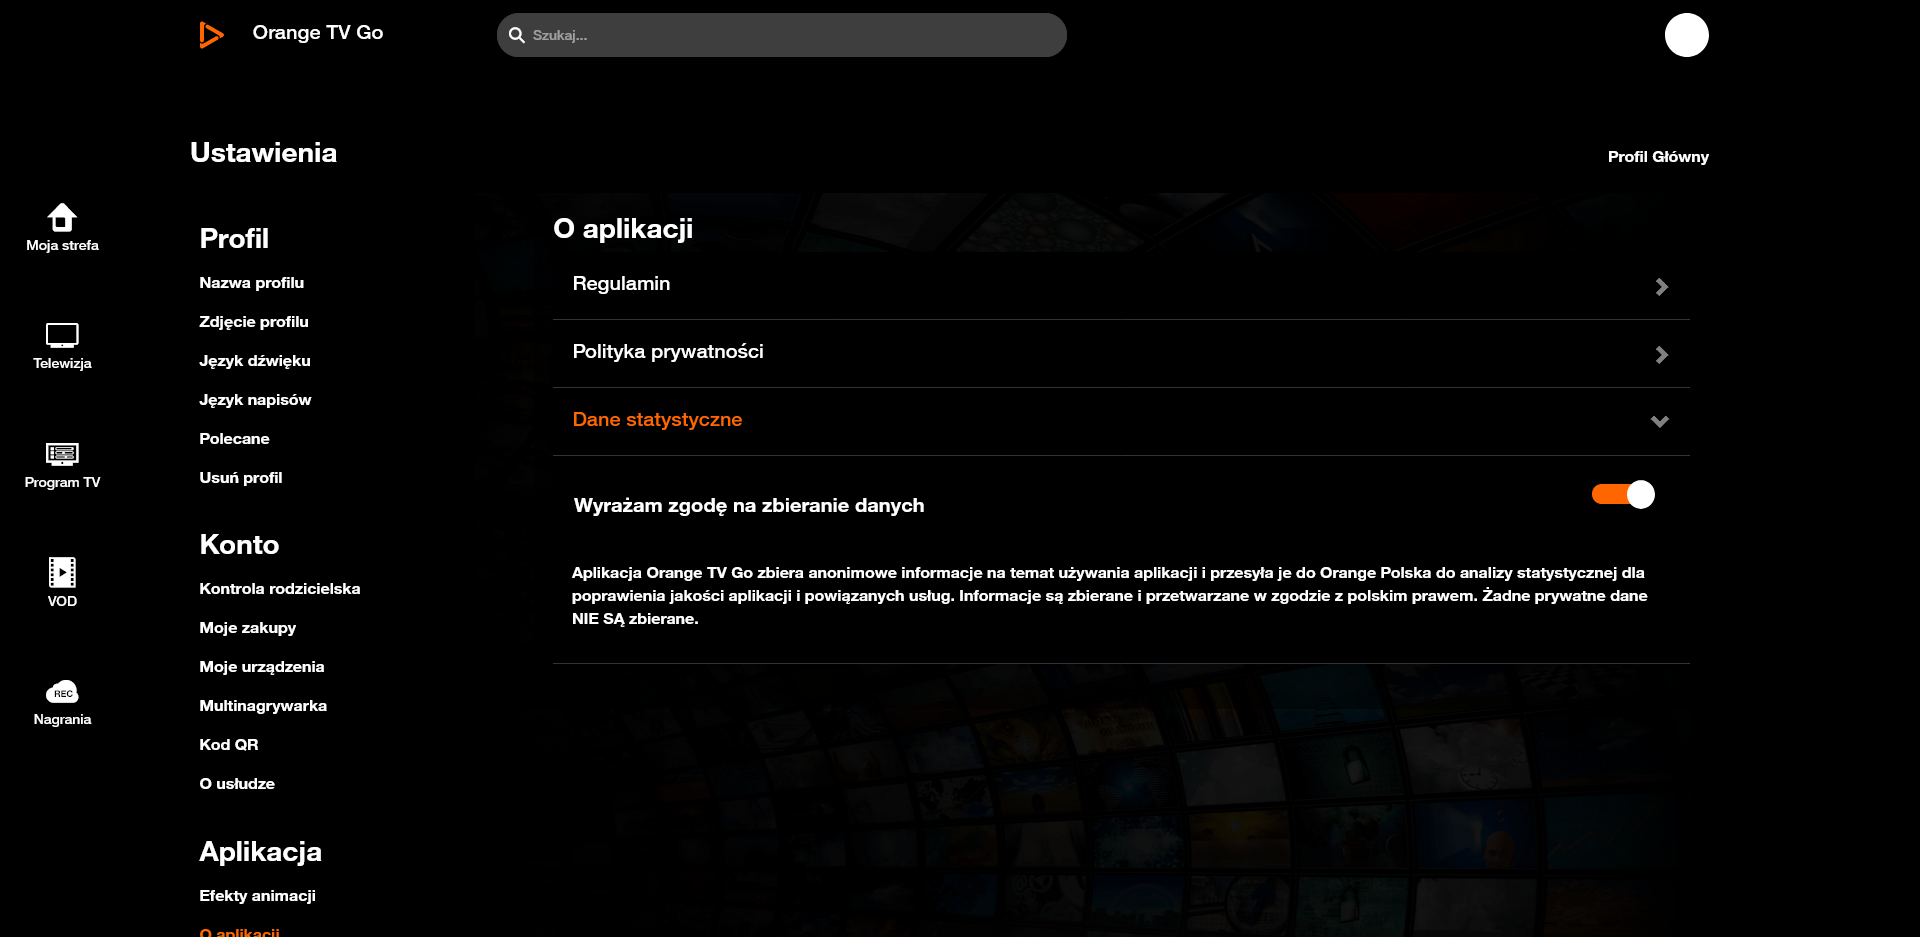 Orange TV Go
Szukaj...
Ustawienia
Profil Główny
Moja strefa
Telewizja
Program TV
VOD
REC
Nagrania
Profil
Nazwa profilu
Zdjęcie profilu
Język dźwięku
Język napisów
Polecane
Usuń profil
Konto
Kontrola rodzicielska
Moje zakupy
Moje urządzenia
Multinagrywarka
Kod QR
O usłudze
Aplikacja
Efekty animacji
O aplikacji
O aplikacji
Regulamin
Polityka prywatności
Dane statystyczne
Wyrażam zgodę na zbieranie danych
Aplikacja Orange TV Go zbiera anonimowe informacje na temat używania aplikacji i przesyła je do Orange Polska do analizy statystycznej dla
poprawienia jakości aplikacji i powiązanych usług. Informacje są zbierane i przetwarzane w zgodzie z polskim prawem. Żadne prywatne dane
NIE SĄ zbierane.